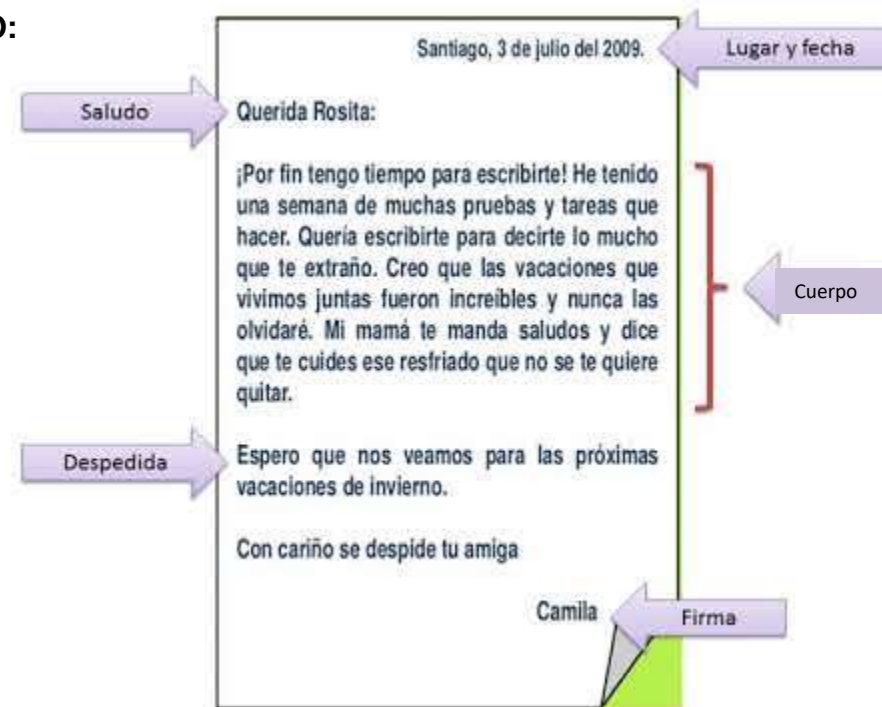 O:
Santiago, 3 de julio del 2009.
Lugar y fecha
Saludo
Querida Rosita:
¡Por fin tengo tiempo para escribirte! He tenido
una semana de muchas pruebas y tareas que
hacer. Quería escribirte para decirte lo mucho
que te extraño. Creo que las vacaciones que
vivimos juntas fueron increíbles y nunca las
olvidaré. Mi mamá te manda saludos y dice
que te cuides ese resfriado que no se te quiere
quitar.
Cuerpo
Despedida
Espero que nos veamos para las próximas
vacaciones de invierno.
Con cariño se despide tu amiga
Camila
Firma